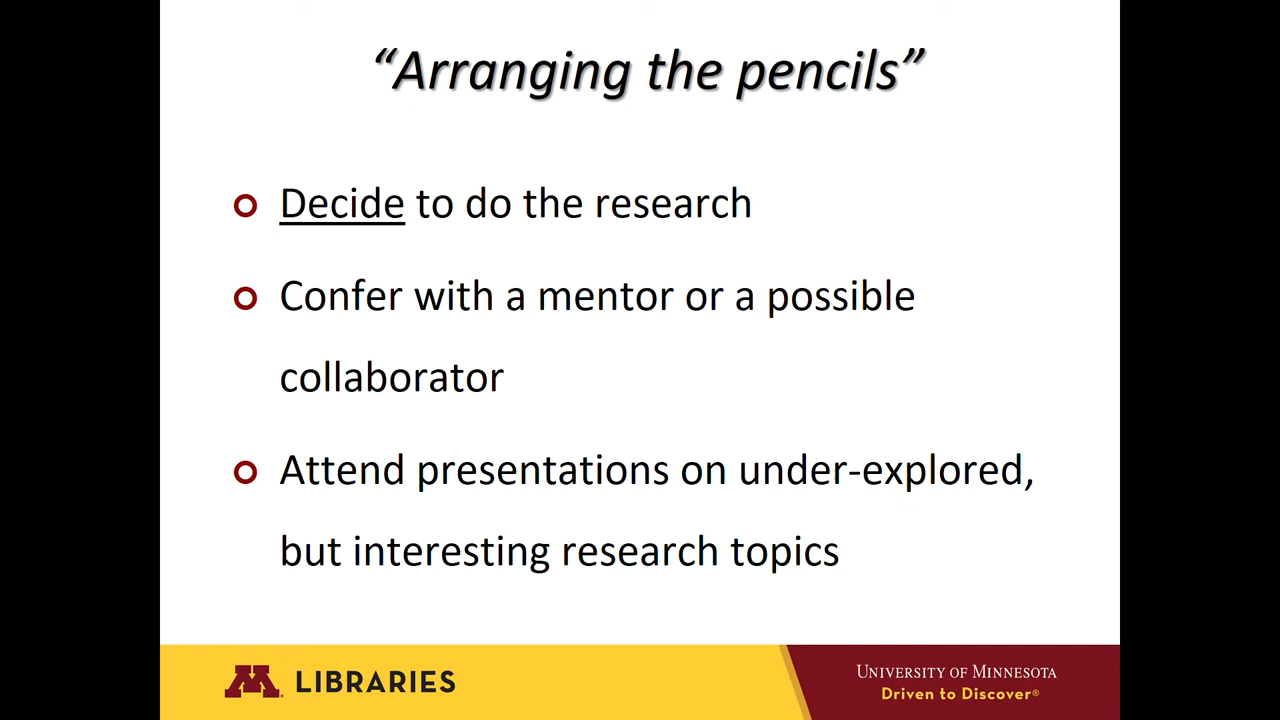 “Arranging the pencils”
Decide to do the research
Confer with a mentor or a possible
collaborator
Attend presentations on under-explored,
but interesting research topics
M LIBRARIES
UNIVERSITY OF MINNESOTA
Driven to Discover®